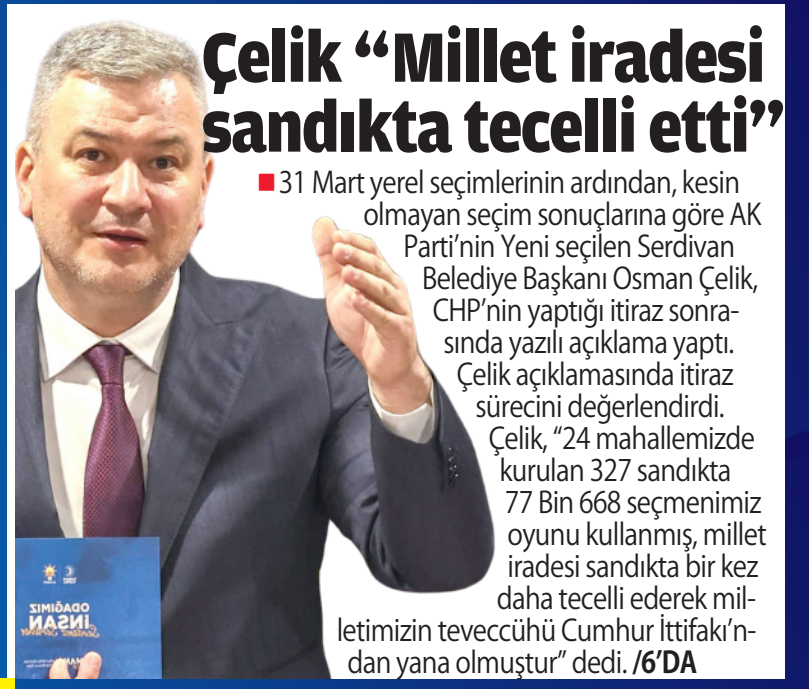 Çelik “Millet iradesi
sandıkta tecelli etti”
31 Mart yerel seçimlerinin ardından, kesin
olmayan seçim sonuçlarına göre AK
Parti’nin Yeni seçilen Serdivan
Belediye Başkanı Osman Çelik,
CHP’nin yaptığı itiraz sonra-
sında yazılı açıklama yaptı.
Çelik açıklamasında itiraz
sürecini değerlendirdi.
Çelik, “24 mahallemizde
kurulan 327 sandıkta
77 Bin 668 seçmenimiz
oyunu kullanmış, millet
iradesi sandıkta bir kez
daha tecelli ederek mil-
letimizin teveccühü Cumhur İttifakı’n-
dan yana olmuştur” dedi. /6’DA
ODAĞIMIZ
İNSAN